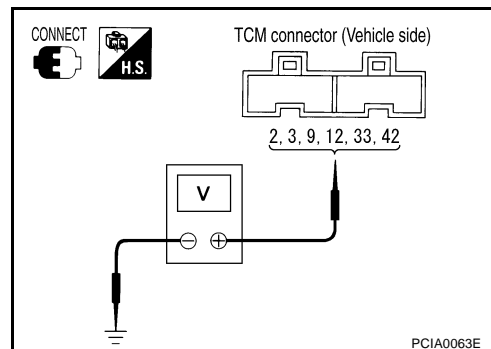 CONNECT
H.S.
TCM connector (Vehicle side)
2, 3, 9, 12, 33, 42
V
⊖ ⊕
PCIA0063E